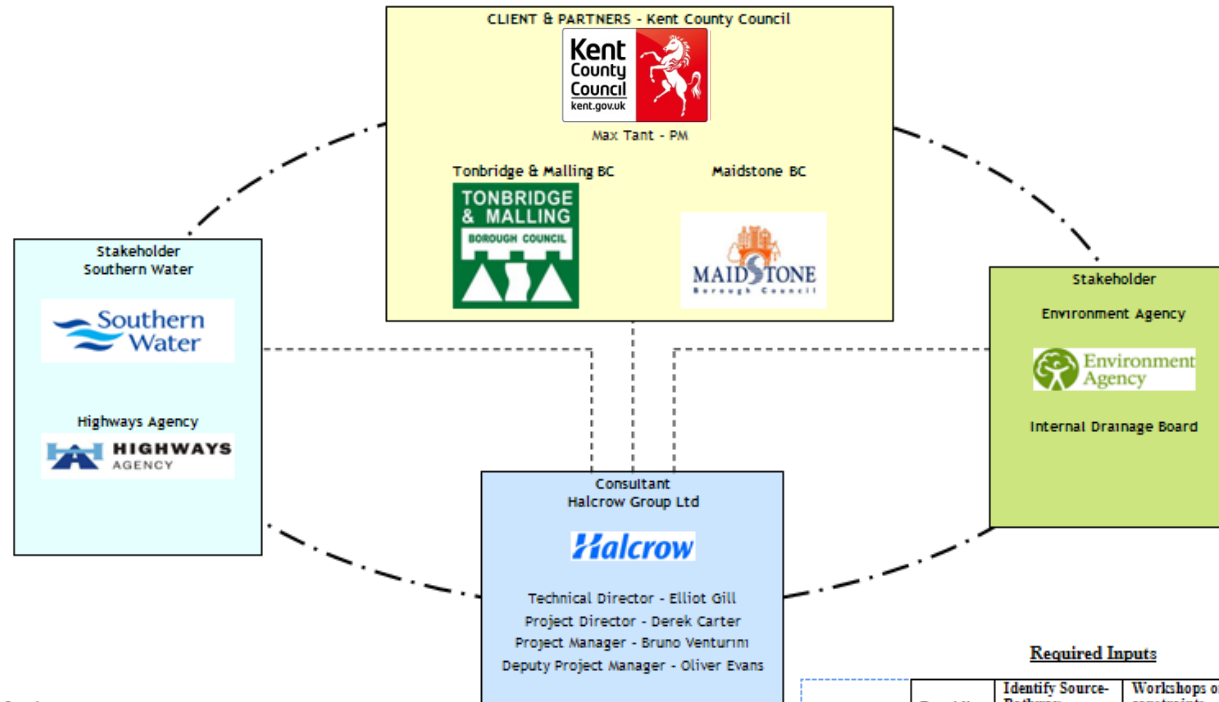 CLIENT & PARTNERS - Kent County Council
Kent
County
Council
kent.gov.uk
Max Tant - PM
Tonbridge & Malling BC
TONBRIDGE
& MALLING
BOROUGH COUNCIL
Maidstone BC
MAIDSTONE
Borough Council
Stakeholder
Southern Water
Southern
Water
Highways Agency
HIGHWAYS
AGENCY
Stakeholder
Environment Agency
Environment
Agency
Internal Drainage Board
Consultant
Halcrow Group Ltd
Halcrow
Technical Director - Elliot Gill
Project Director - Derek Carter
Project Manager - Bruno Venturini
Deputy Project Manager - Oliver Evans
Required Inputs
Identify Source-
Workshops